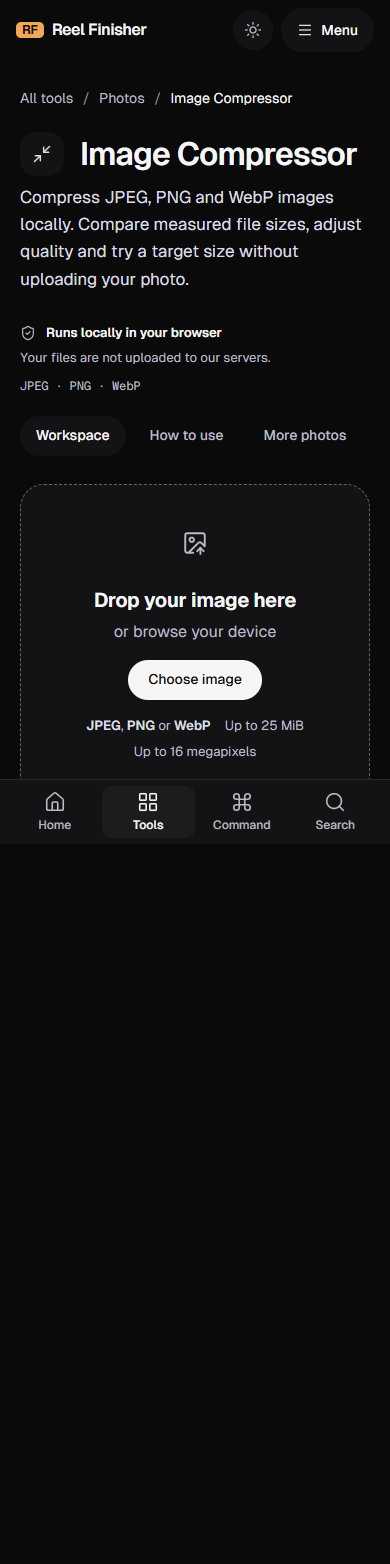 RF Reel Finisher Menu
All tools / Photos / Image Compressor
Image Compressor
Compress JPEG, PNG and WebP images
locally. Compare measured file sizes, adjust
quality and try a target size without
uploading your photo.
Runs locally in your browser
Your files are not uploaded to our servers.
JPEG · PNG · WebP
Workspace How to use More photos
Drop your image here
or browse your device
Choose image
JPEG, PNG or WebP Up to 25 MiB
Up to 16 megapixels
Home Tools Command Search